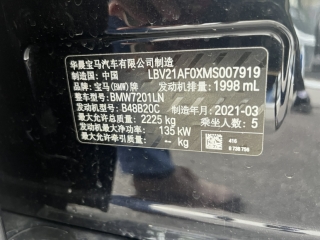 华晨宝马汽车有限公司制造
制造国: 中国 LBV21AF0XMS007919
品牌: 宝马(BMW)牌 发动机排量: 1998 mL
整车型号: BMW7201LN
发动机型号: B48B20C 制造年月: 2021-03
最大允许总质量: 2225 kg 乘坐人数: 5
发动机最大净功率: 135 kW
最大允许牵引质量: -- kg